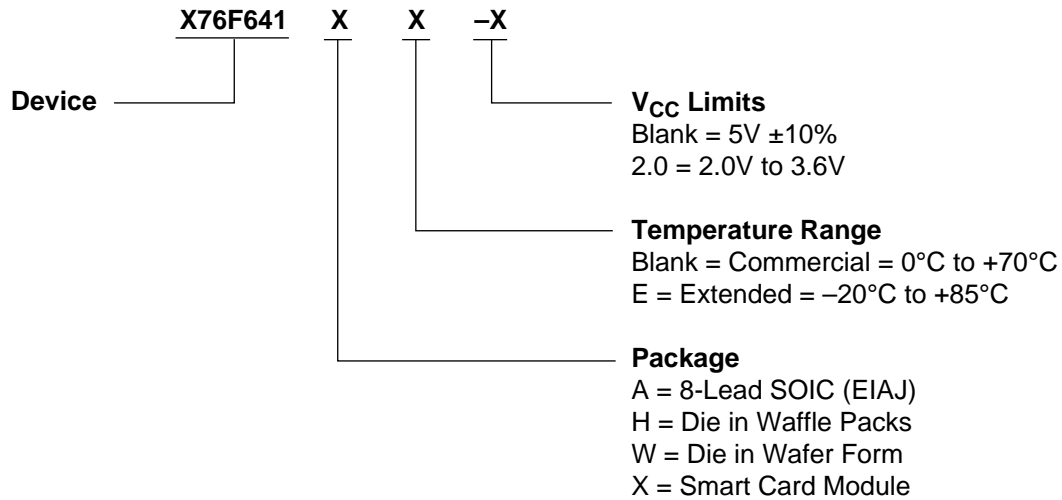 X76F641 X X –X
Device
VCC Limits
Blank = 5V ±10%
2.0 = 2.0V to 3.6V
Temperature Range
Blank = Commercial = 0°C to +70°C
E = Extended = –20°C to +85°C
Package
A = 8-Lead SOIC (EIAJ)
H = Die in Waffle Packs
W = Die in Wafer Form
X = Smart Card Module